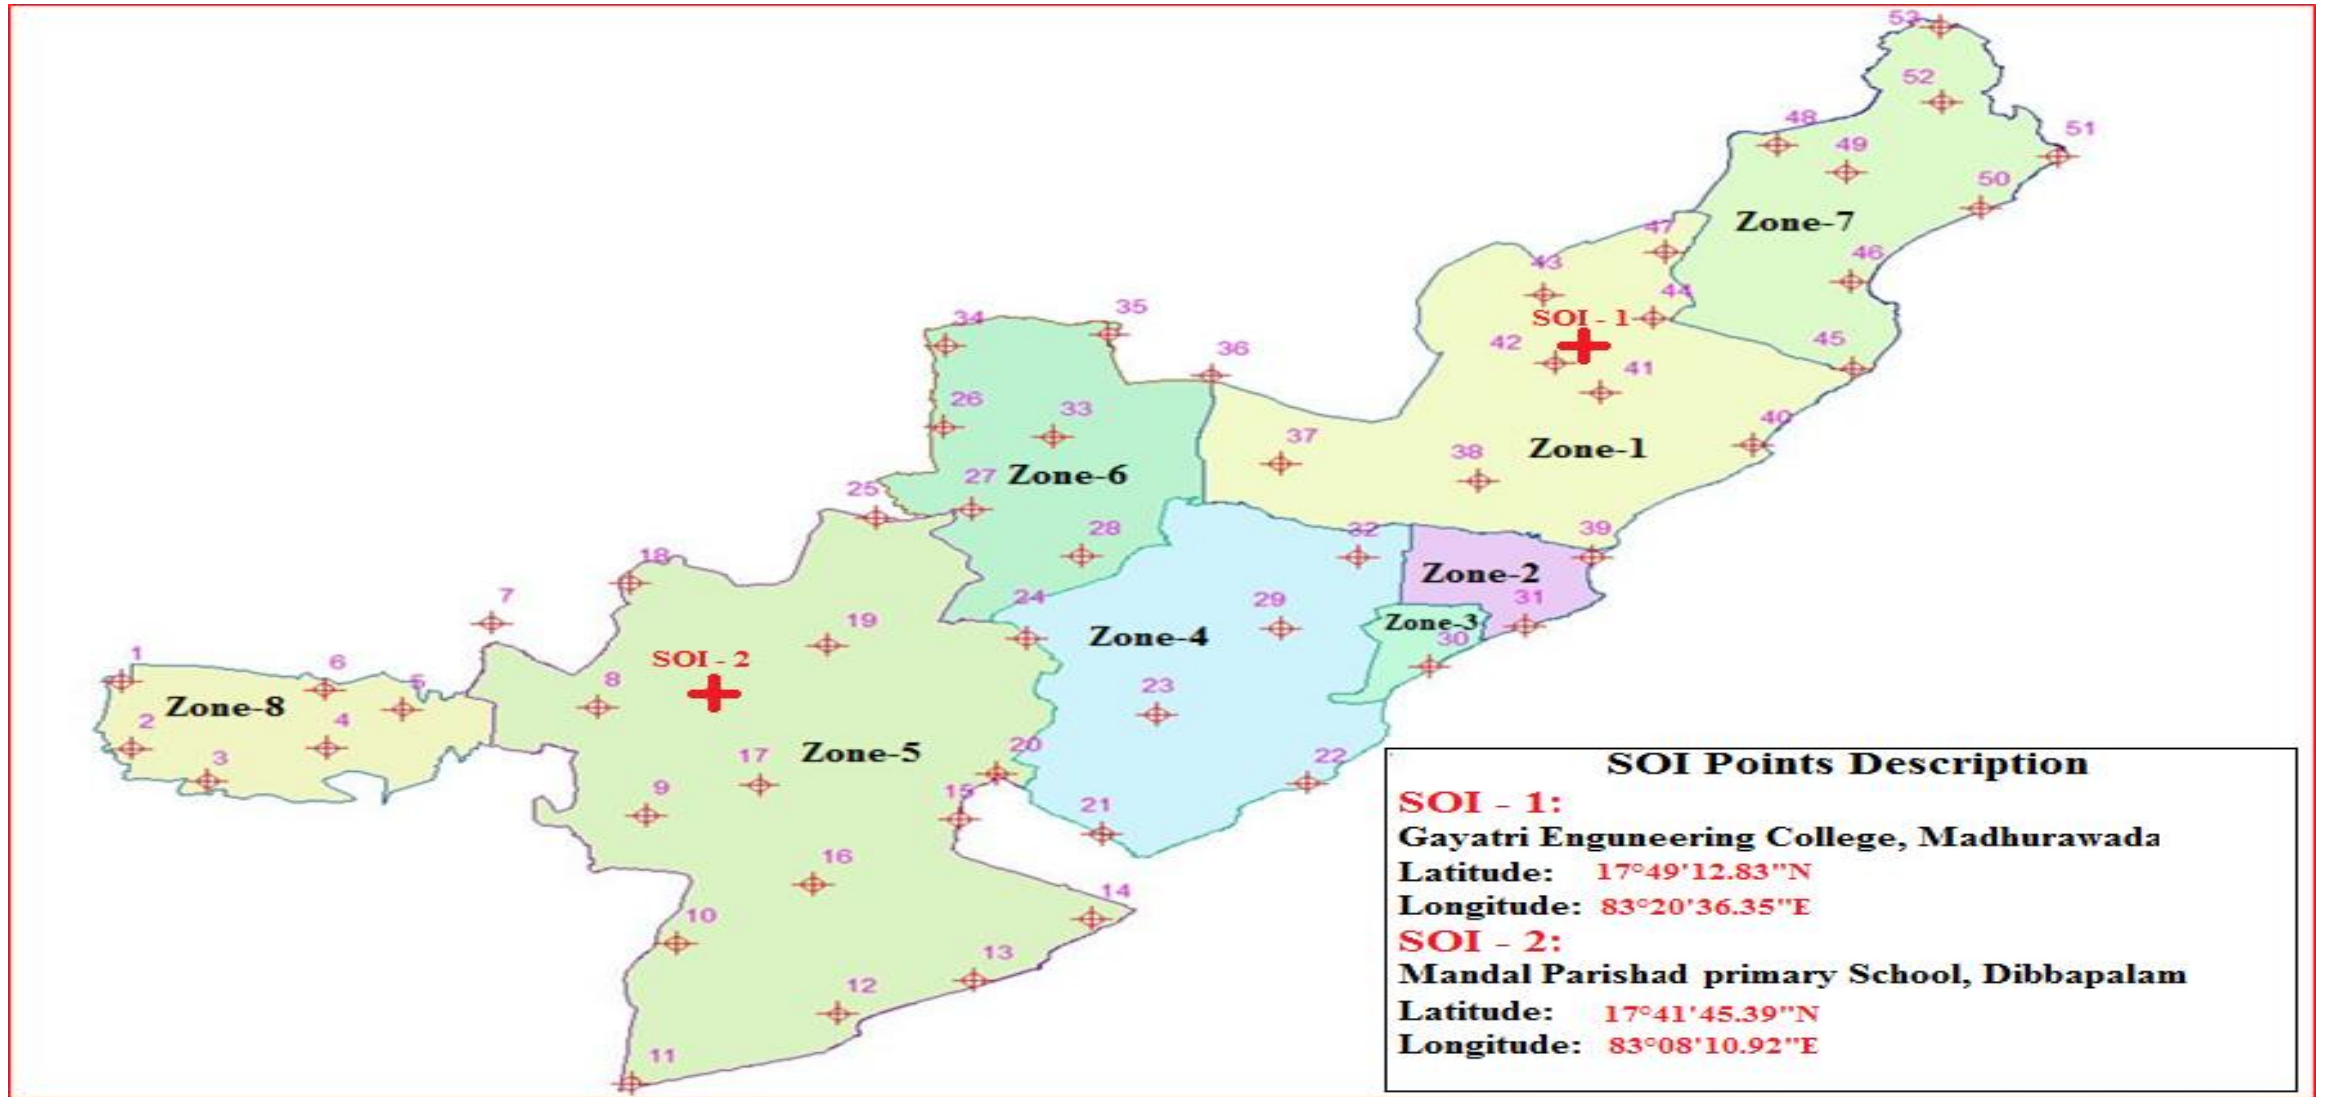 53
52
48
51
49
50
Zone-7
47
46
43
44
SOI - 1
35
34
42
45
36
41
26
33
40
37
Zone-1
38
27
Zone-6
25
28
32
39
18
Zone-2
7
24
29
31
19
Zone-4
Zone-3
30
1
6
SOI - 2
5
8
23
Zone-8
2
4
3
17
Zone-5
20
22
9
15
21
16
14
10
13
12
11
SOI Points Description
SOI - 1:
Gayatri Enguneering College, Madhurawada
Latitude: 17°49'12.83"N
Longitude: 83°20'36.35"E
SOI - 2:
Mandal Parishad primary School, Dibbapalam
Latitude: 17°41'45.39"N
Longitude: 83°08'10.92"E